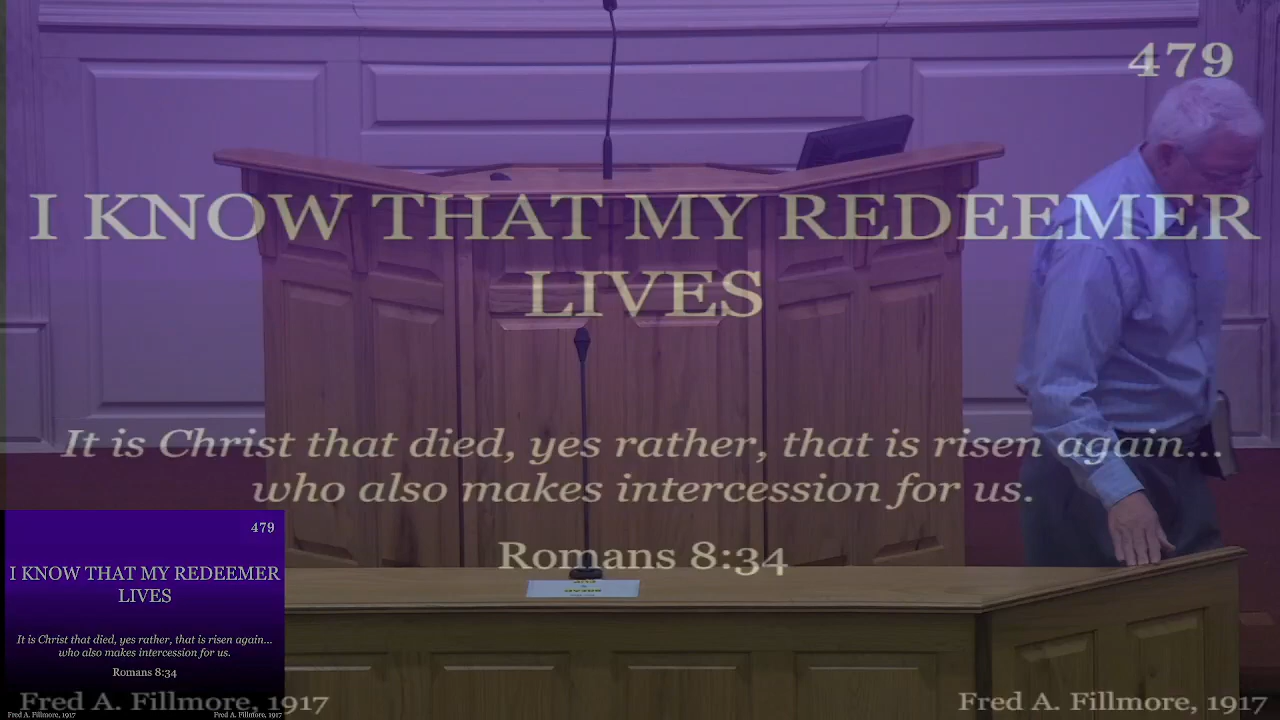 479
I KNOW THAT MY REDEEMER
LIVES
It is Christ that died, yes rather, that is risen again...
who also makes intercession for us.
Romans 8:34
Fred A. Fillmore, 1917
Fred A. Fillmore, 1917
479
I KNOW THAT MY REDEEMER
LIVES
It is Christ that died, yes rather, that is risen again...
who also makes intercession for us.
Romans 8:34
Fred A. Fillmore, 1917
Fred A. Fillmore, 1917